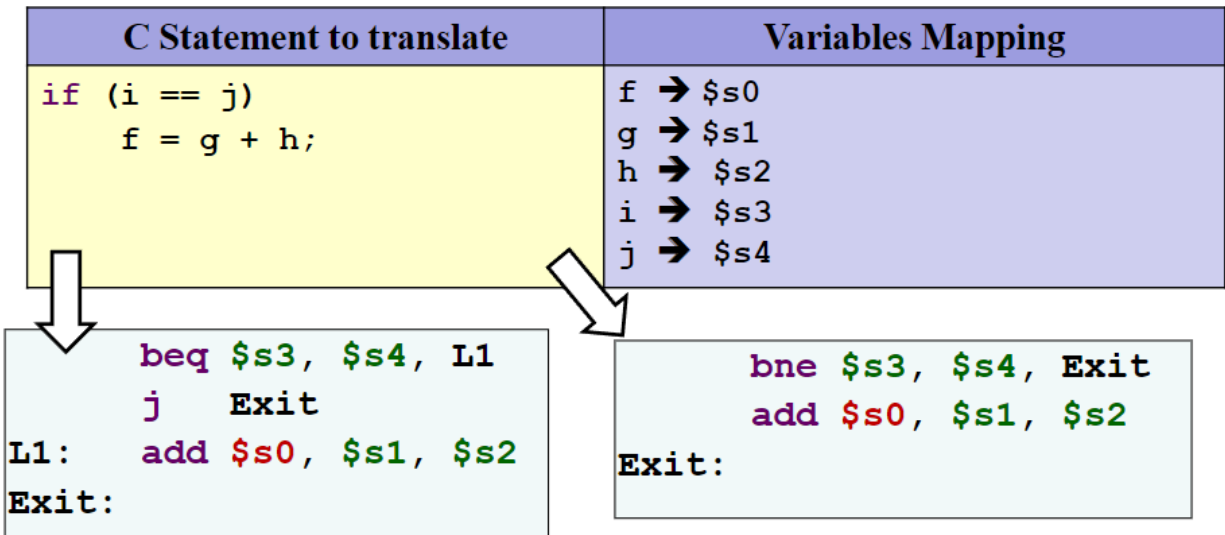 C Statement to translate
Variables Mapping
if (i == j)
f = g + h;
f ➔ $s0
g ➔ $s1
h ➔ $s2
i ➔ $s3
j ➔ $s4
beq $s3, $s4, L1
j Exit
L1: add $s0, $s1, $s2
Exit:
bne $s3, $s4, Exit
add $s0, $s1, $s2
Exit: